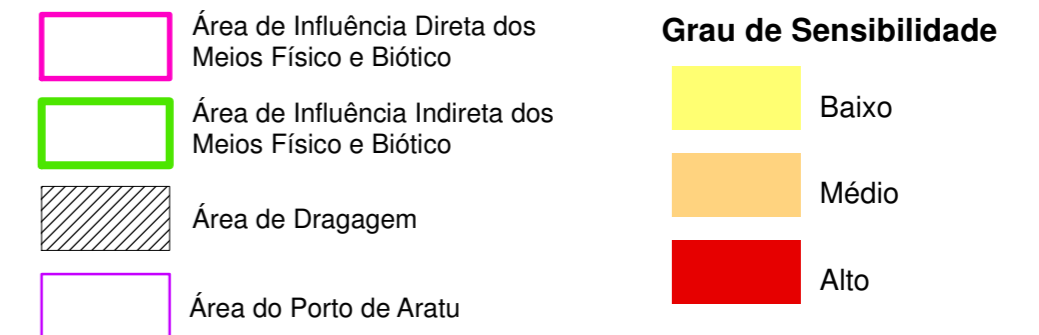 Área de Influência Direta dos
Meios Físico e Biótico
Área de Influência Indireta dos
Meios Físico e Biótico
Área de Dragagem
Área do Porto de Aratu
Grau de Sensibilidade
Baixo
Médio
Alto